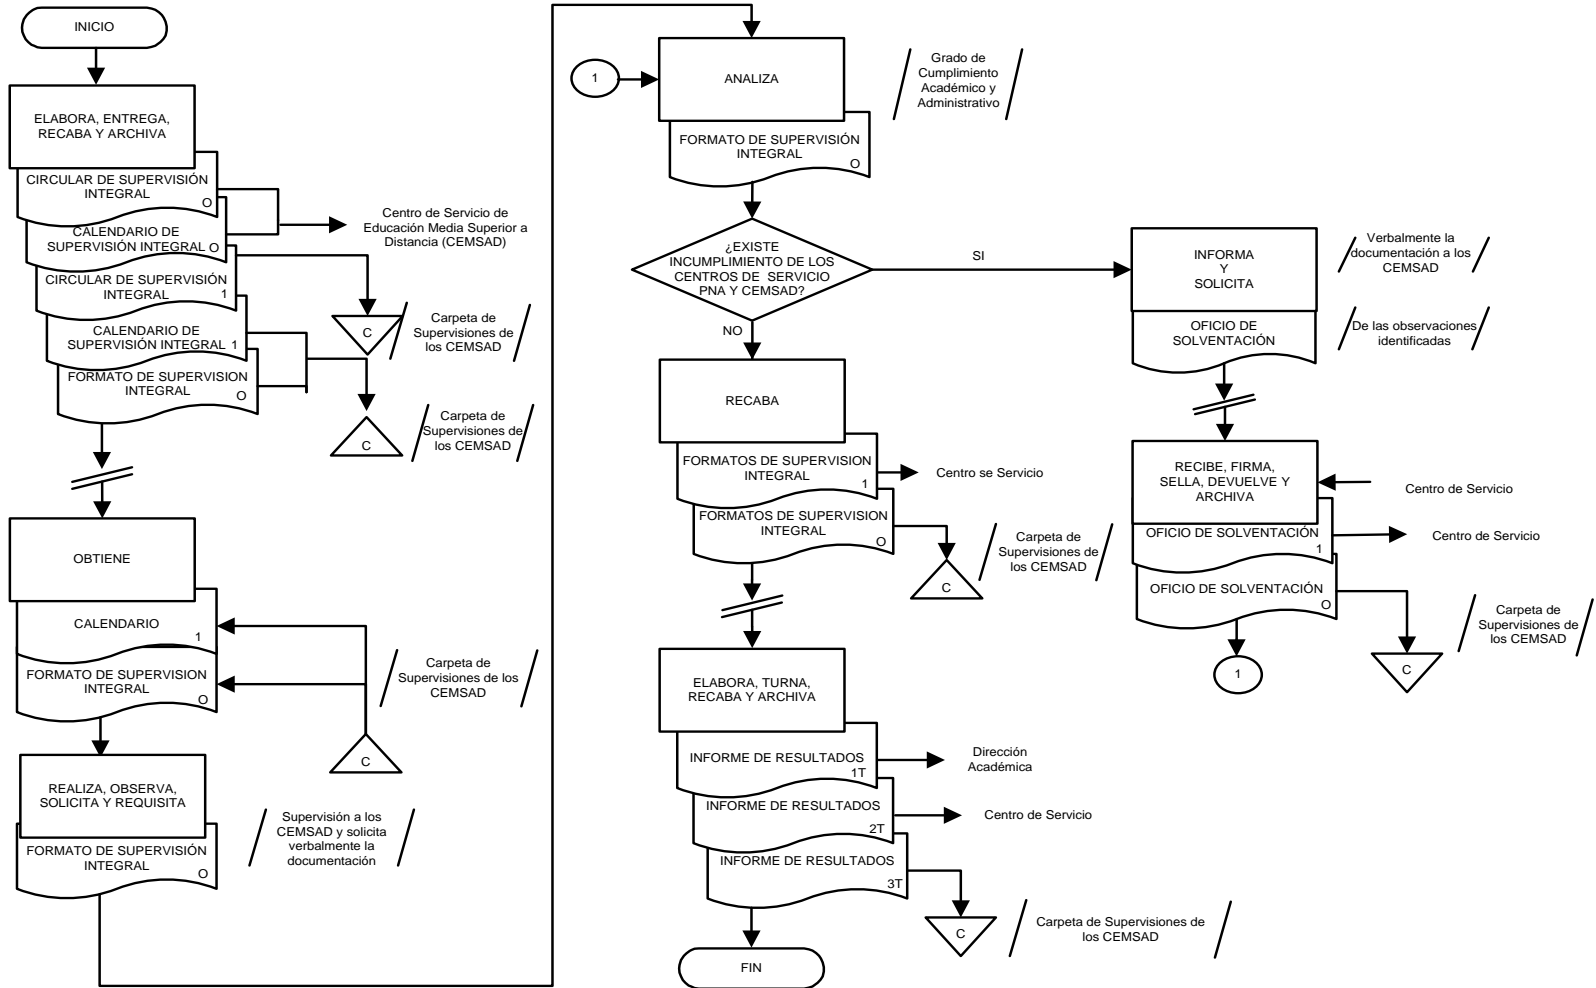 INICIO
ELABORA, ENTREGA,
RECABA Y ARCHIVA
CIRCULAR DE SUPERVISIÓN
INTEGRAL
O
CALENDARIO DE
SUPERVISIÓN INTEGRAL
O
CIRCULAR DE SUPERVISIÓN
INTEGRAL
1
CALENDARIO DE
SUPERVISIÓN INTEGRAL
1
FORMATO DE SUPERVISION
INTEGRAL
O
Centro de Servicio de
Educación Media Superior a
Distancia (CEMSAD)
C
Carpeta de
Supervisiones de
los CEMSAD
C
Carpeta de
Supervisiones de
los CEMSAD
OBTIENE
CALENDARIO
1
FORMATO DE SUPERVISION
INTEGRAL
O
Carpeta de
Supervisiones de los
CEMSAD
C
REALIZA, OBSERVA,
SOLICITA Y REQUISITA
FORMATO DE SUPERVISIÓN
INTEGRAL
O
Supervisión a los
CEMSAD y solicita
verbalmente la
documentación
1
ANALIZA
FORMATO DE SUPERVISIÓN
INTEGRAL
O
Grado de
Cumplimiento
Académico y
Administrativo
¿EXISTE
INCUMPLIMIENTO DE LOS
CENTROS DE SERVICIO
PNA Y CEMSAD?
SI
NO
RECABA
FORMATOS DE SUPERVISION
INTEGRAL
1
Centro se Servicio
FORMATOS DE SUPERVISION
INTEGRAL
O
C
Carpeta de
Supervisiones de
los CEMSAD
ELABORA, TURNA,
RECABA Y ARCHIVA
INFORME DE RESULTADOS
1T
Dirección
Académica
INFORME DE RESULTADOS
2T
Centro de Servicio
INFORME DE RESULTADOS
3T
C
Carpeta de Supervisiones de
los CEMSAD
FIN
INFORMA
Y
SOLICITA
Verbalmente la
documentación a los
CEMSAD
OFICIO DE
SOLVENTACIÓN
De las observaciones
identificadas
RECIBE, FIRMA,
SELLA, DEVUELVE Y
ARCHIVA
Centro de Servicio
OFICIO DE SOLVENTACIÓN
1
Centro de Servicio
OFICIO DE SOLVENTACIÓN
O
C
Carpeta de
Supervisiones de
los CEMSAD
1